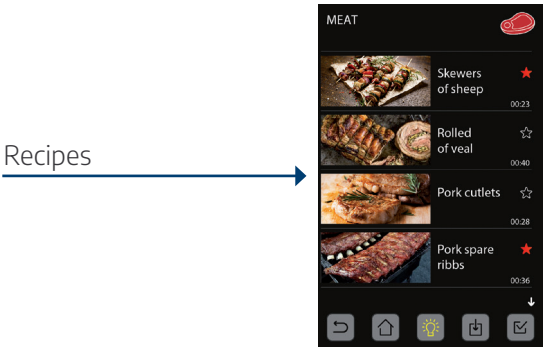 Recipes
MEAT
Skewers
of sheep
00:23
Rolled
of veal
00:40
Pork cutlets
00:28
Pork spare
ribbs
00:36